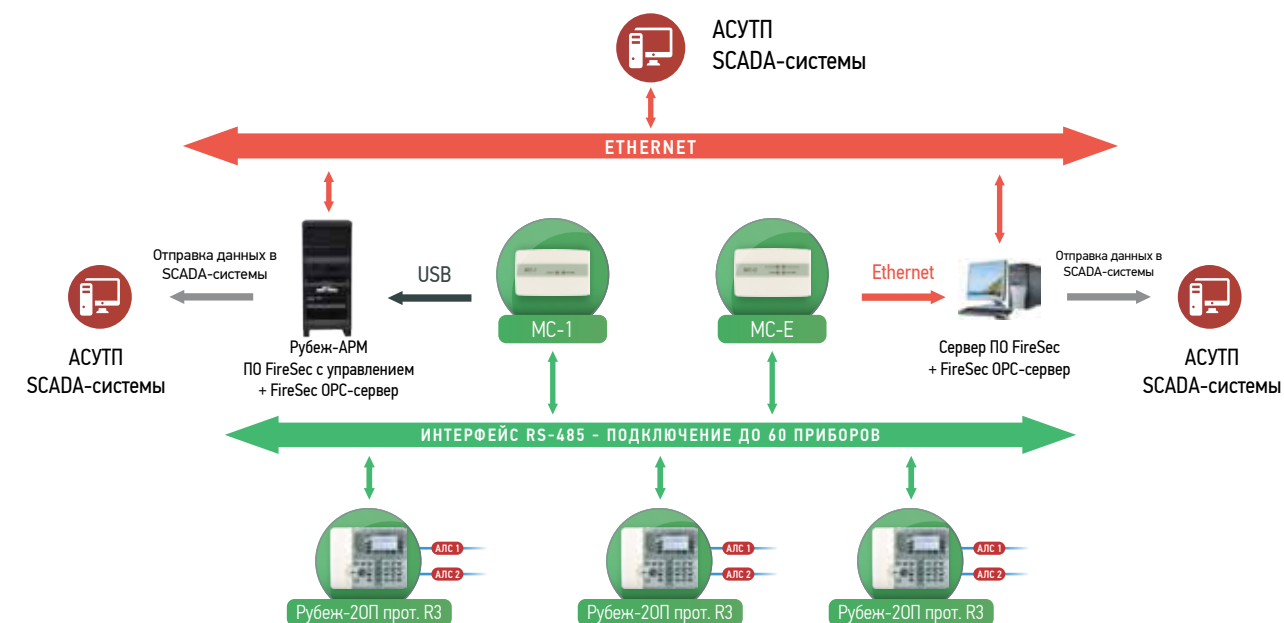 АСУТП
SCADA-системы
ETHERNET
Отправка данных в
SCADA-системы
USB
МС-1
МС-Е
Ethernet
Отправка данных в
SCADA-системы
АСУТП
SCADA-системы
Рубеж-АРМ
ПО FireSec с управлением
+ FireSec OPC-сервер
Сервер ПО FireSec
+ FireSec OPC-сервер
АСУТП
SCADA-системы
ИНТЕРФЕЙС RS-485 - ПОДКЛЮЧЕНИЕ ДО 60 ПРИБОРОВ
АЛС 1
АЛС 2
Рубеж-2ОП прот. R3
АЛС 1
АЛС 2
Рубеж-2ОП прот. R3
АЛС 1
АЛС 2
Рубеж-2ОП прот. R3